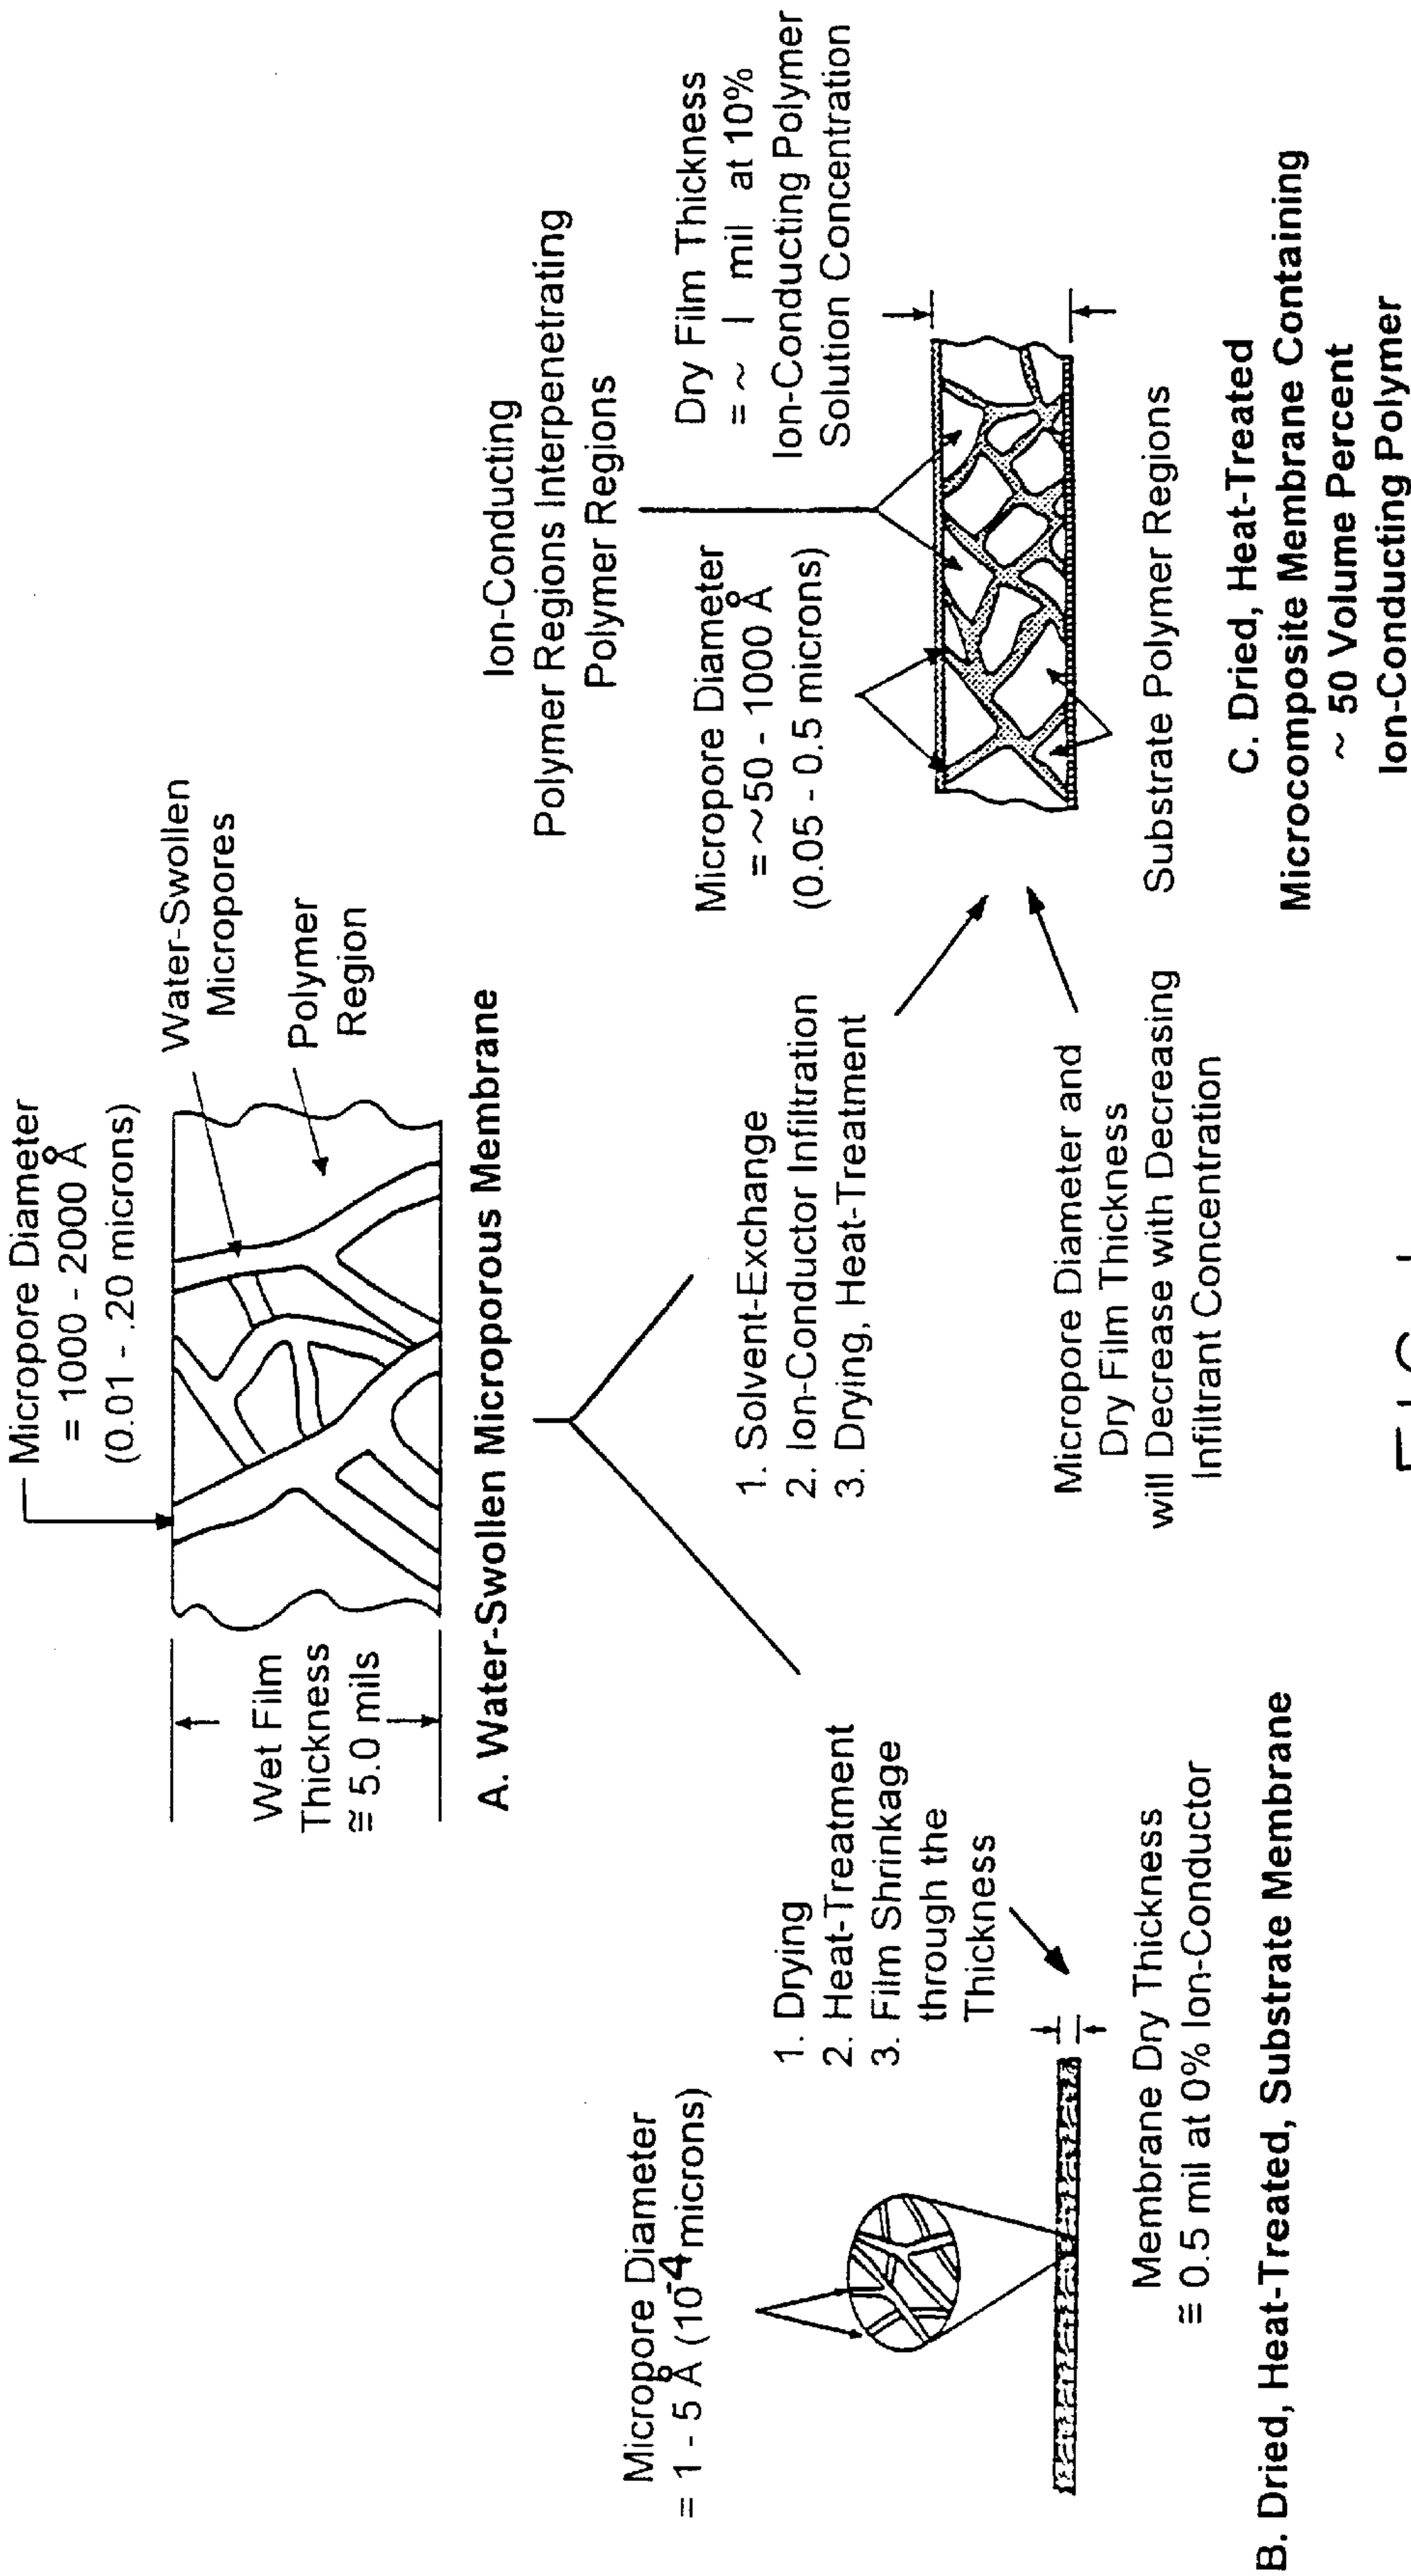 Micropore Diameter
= 1000 - 2000 Å
(0.01 - .20 microns)
Water-Swollen
Micropores
Polymer
Region
Wet Film
Thickness
≅ 5.0 mils
A. Water-Swollen Microporous Membrane
Micropore Diameter
= 1 - 5 Å (10⁻⁴ microns)
1. Drying
2. Heat-Treatment
3. Film Shrinkage
through the
Thickness
Membrane Dry Thickness
≅ 0.5 mil at 0% Ion-Conductor
B. Dried, Heat-Treated, Substrate Membrane
1. Solvent-Exchange
2. Ion-Conductor Infiltration
3. Drying, Heat-Treatment
Micropore Diameter and
Dry Film Thickness
will Decrease with Decreasing
Infiltrant Concentration
Ion-Conducting
Polymer Regions Interpenetrating
Polymer Regions
Micropore Diameter
= ~50 - 1000 Å
(0.05 - 0.5 microns)
Dry Film Thickness
= ~ 1 mil at 10%
Ion-Conducting Polymer
Solution Concentration
Substrate Polymer Regions
C. Dried, Heat-Treated
Microcomposite Membrane Containing
~ 50 Volume Percent
Ion-Conducting Polymer